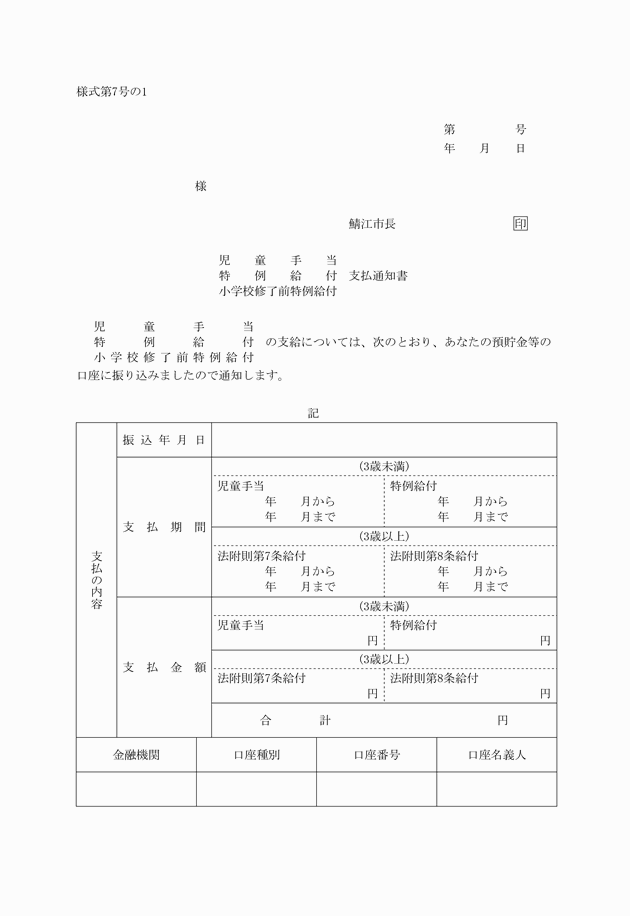 様式第7号の1
第　　　　　号
年　　月　　日
様
鯖江市長　　　　　　　　　　印
児童手当
特例給付　支払通知書
小学校修了前特例給付
児童手当
特例給付　の支給については、次のとおり、あなたの預貯金等の
小学校修了前特例給付
口座に振り込みましたので通知します。
記
支払の内容
振込年月日
支払期間
(3歳未満)
児童手当　特例給付
年　　月から　年　　月から
年　　月まで　年　　月まで
(3歳以上)
法附則第7条給付　法附則第8条給付
年　　月から　年　　月から
年　　月まで　年　　月まで
支払金額
(3歳未満)
児童手当　特例給付
円　円
(3歳以上)
法附則第7条給付　法附則第8条給付
円　円
合　　計　　円
金融機関　口座種別　口座番号　口座名義人